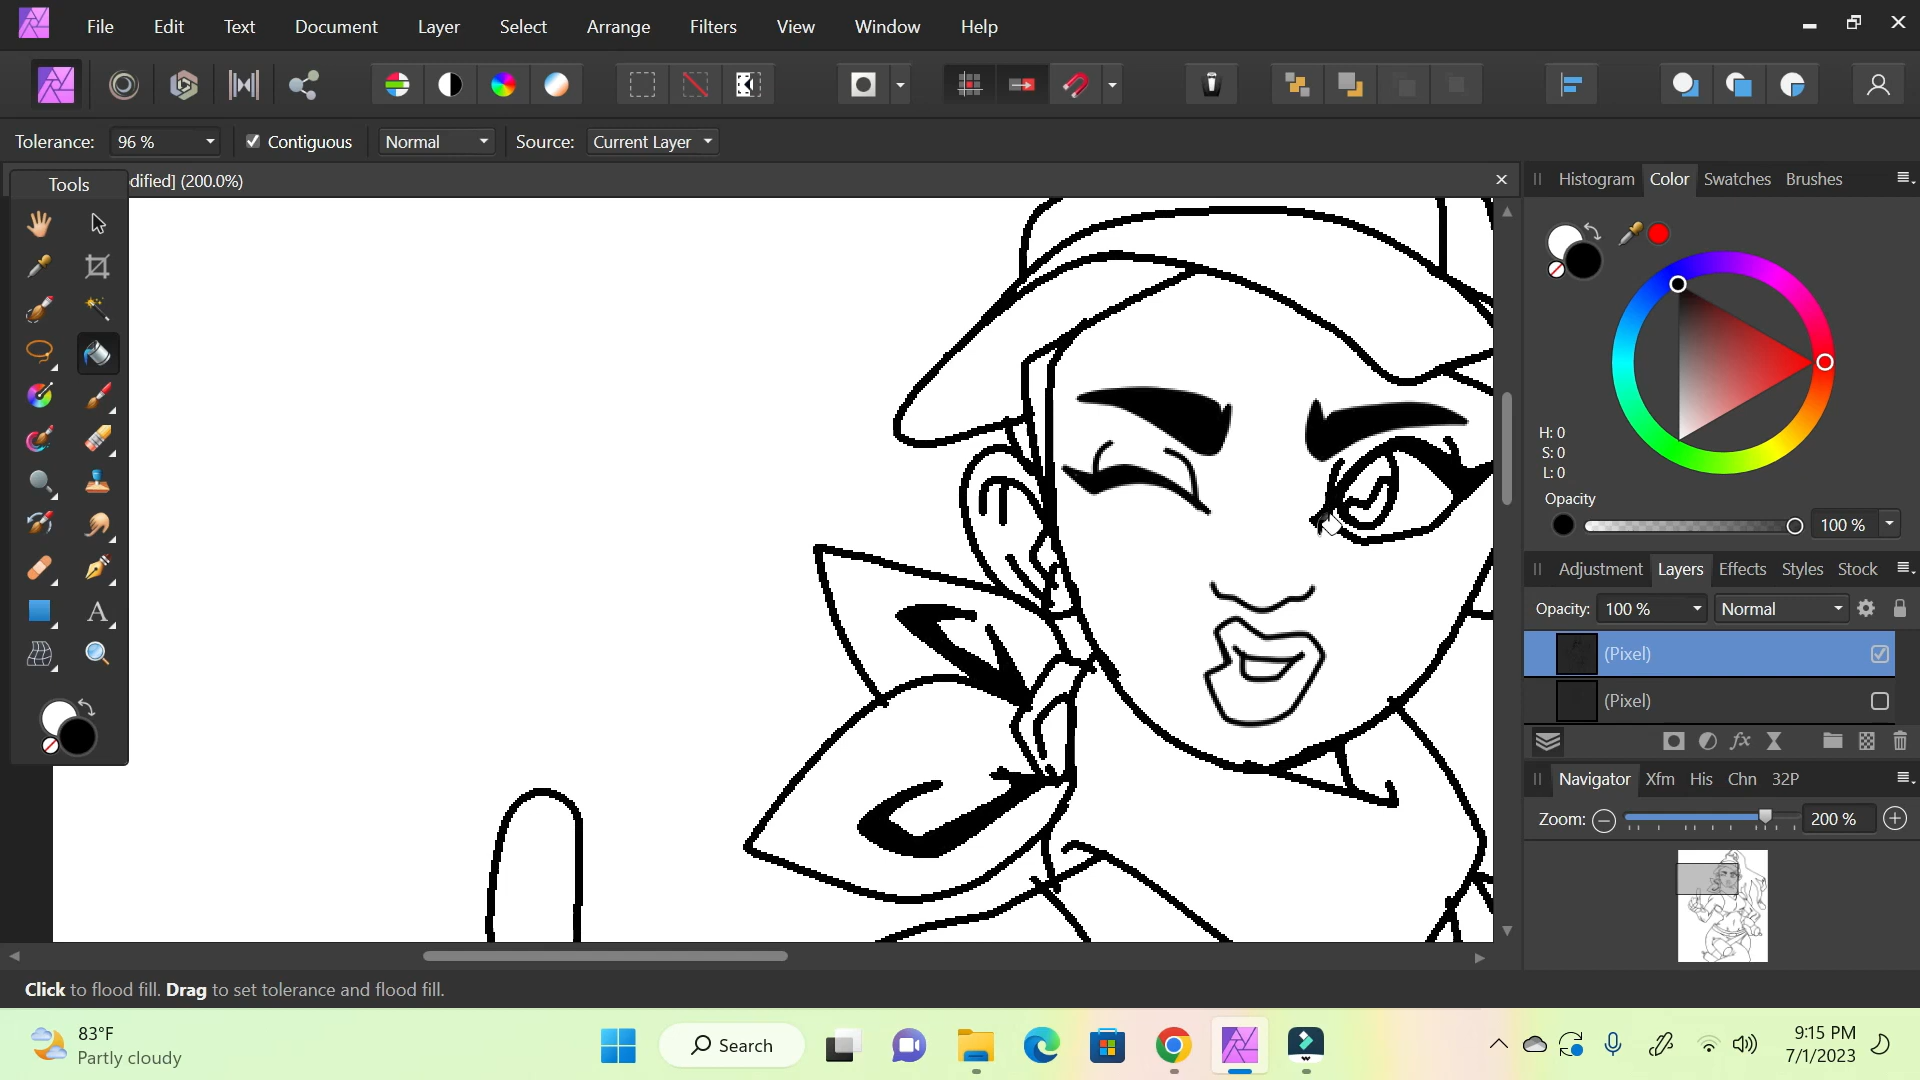 File Edit Text Document Layer Select Arrange Filters View Window Help
Tolerance: 96 % Contiguous Normal Source: Current Layer
Tools dified] (200.0%)
Histogram Color Swatches Brushes
H: 0
S: 0
L: 0
Opacity
100 %
Adjustment Layers Effects Styles Stock
Opacity: 100 % Normal
(Pixel)
(Pixel)
fx
Navigator Xfm His Chn 32P
Zoom: 200 %
A
Click to flood fill. Drag to set tolerance and flood fill.
83°F
Partly cloudy
Search
9:15 PM
7/1/2023